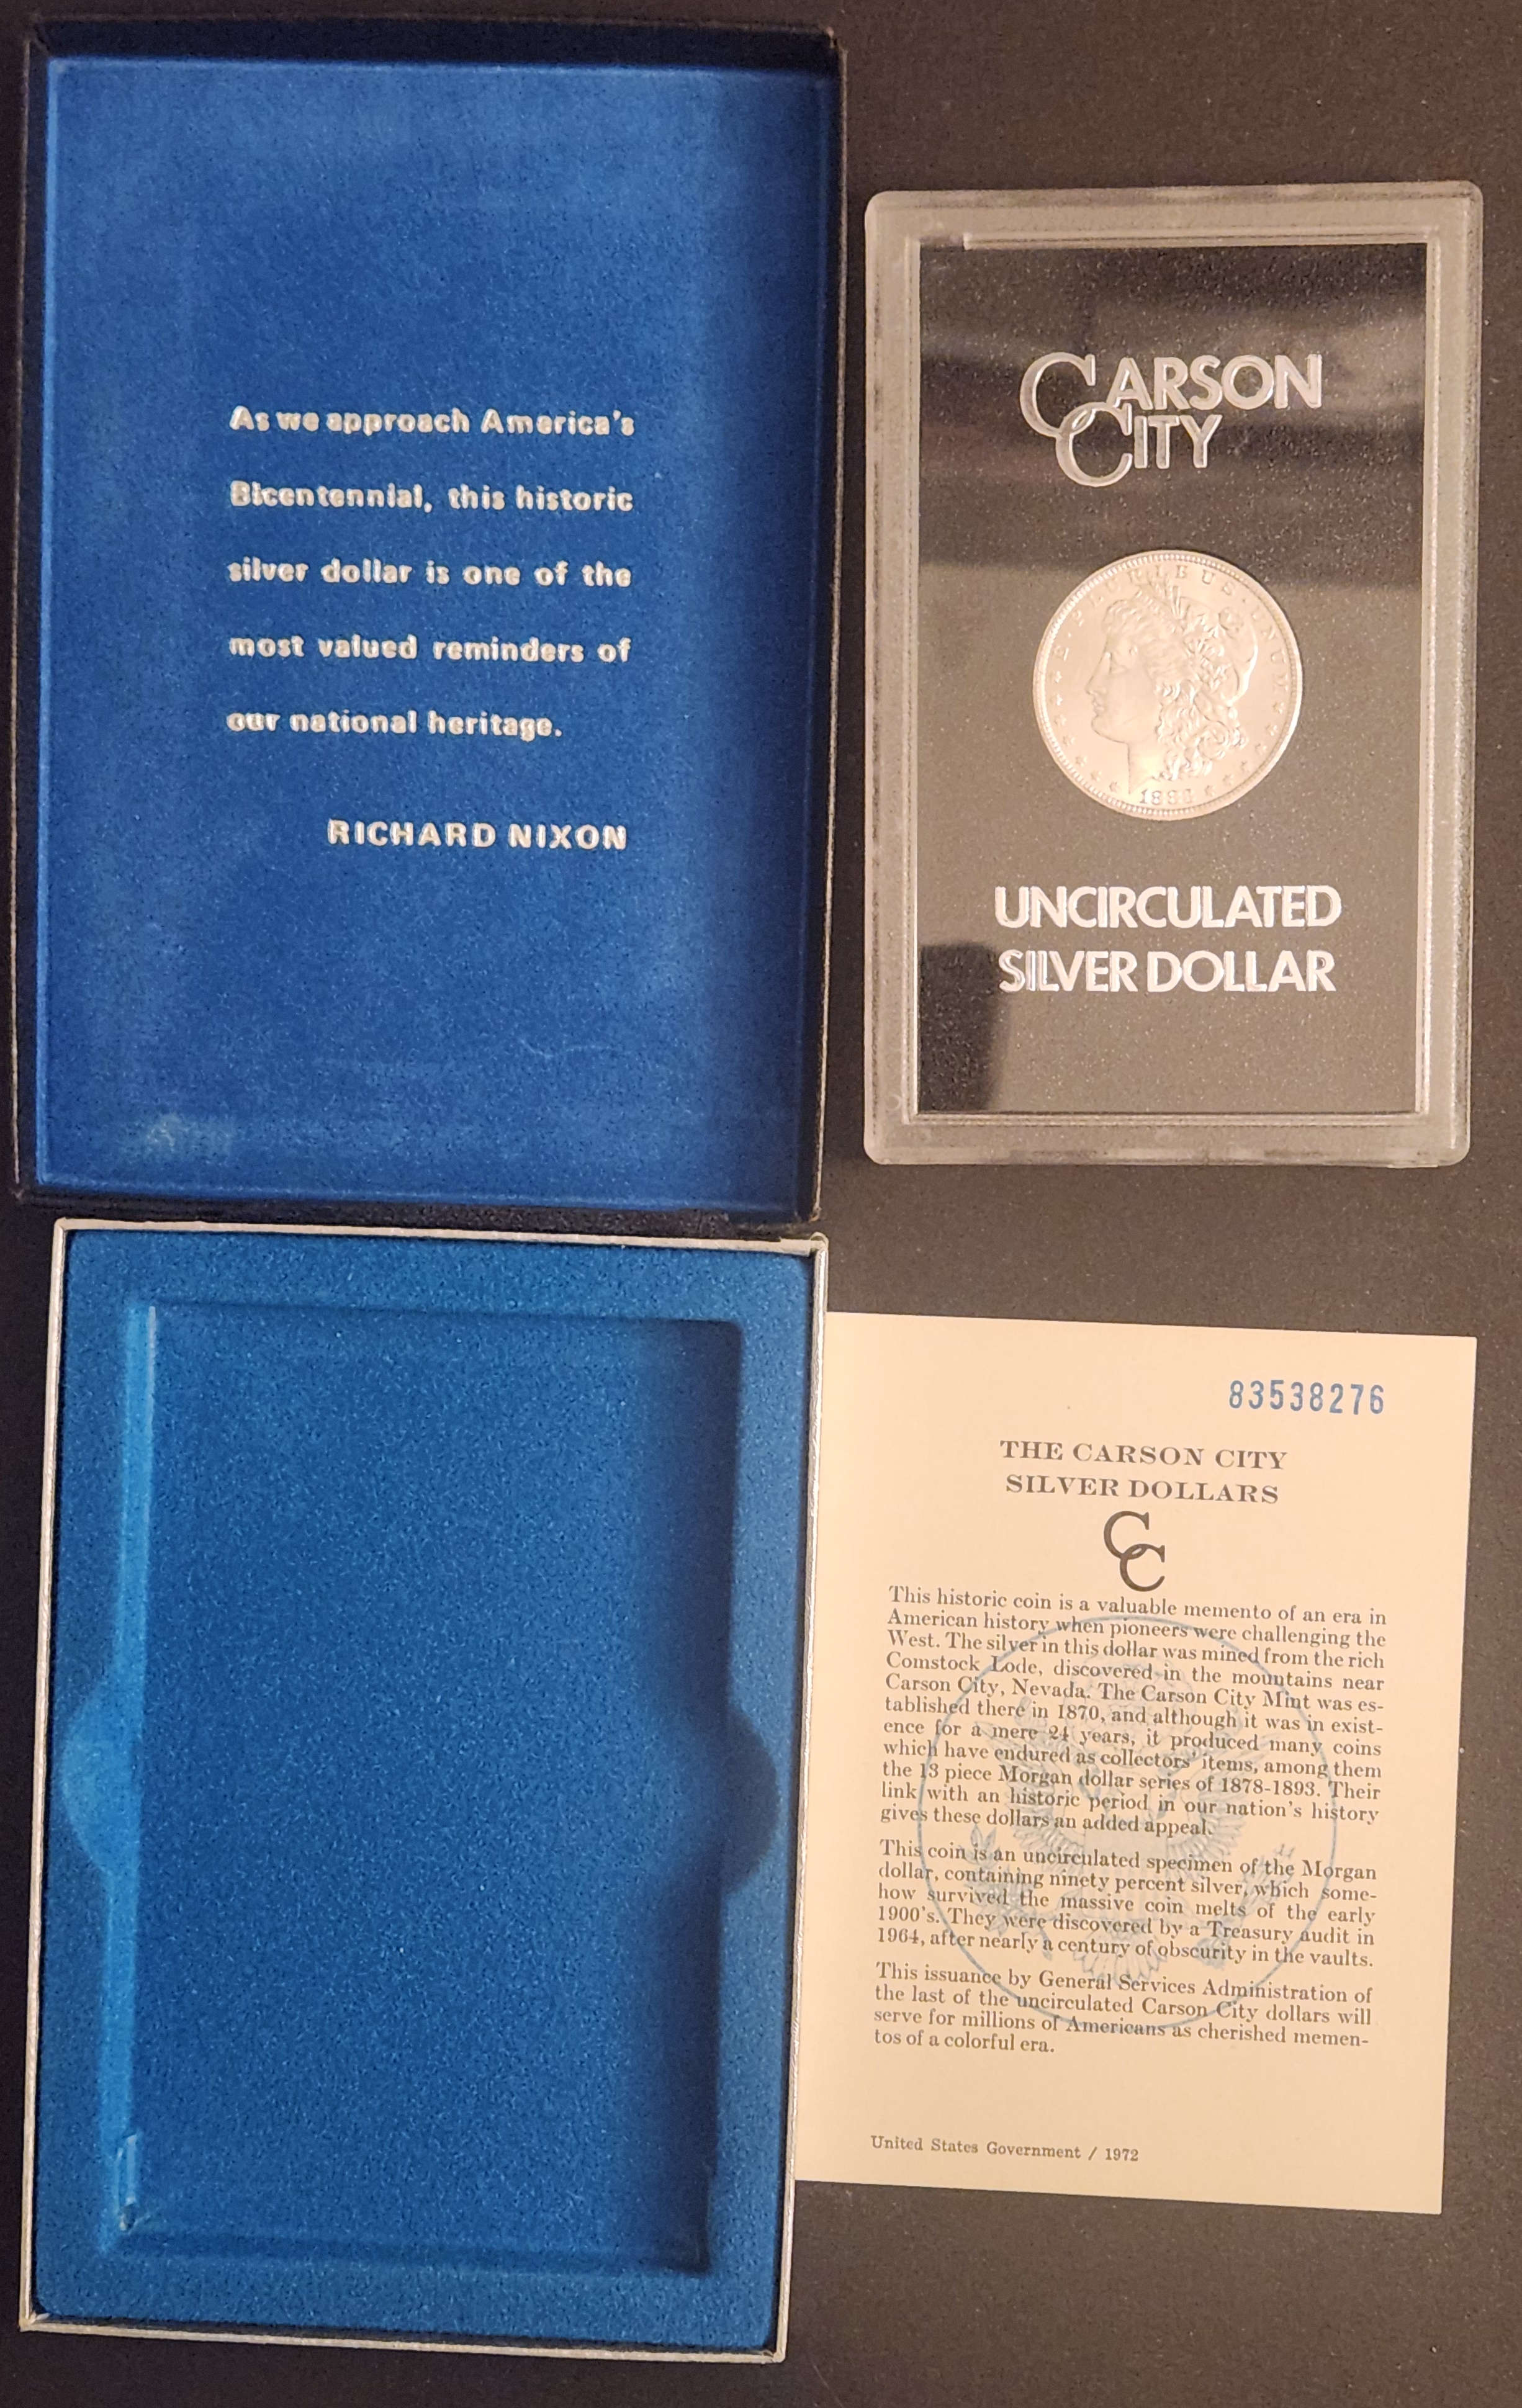 As we approach America's
Bicentennial, this historic
silver dollar is one of the
most valued reminders of
our national heritage.
RICHARD NIXON
CARSON
CITY
E·PLURIBUS·UNUM
UNCIRCULATED
SILVER DOLLAR
83538276
THE CARSON CITY
SILVER DOLLARS
CC
This historic coin is a valuable memento of an era in
American history when pioneers were challenging the
West. The silver in this dollar was mined from the rich
Comstock Lode, discovered in the mountains near
Carson City, Nevada. The Carson City Mint was es-
tablished there in 1870, and although it was in exist-
ence for a mere 24 years, it produced many coins
which have endured as collectors' items, among them
the 13 piece Morgan dollar series of 1878-1893. Their
link with an historic period in our nation's history
gives these dollars an added appeal.
This coin is an uncirculated specimen of the Morgan
dollar, containing ninety percent silver, which some-
how survived the massive coin melts of the early
1900's. They were discovered by a Treasury audit in
1964, after nearly a century of obscurity in the vaults.
This issuance by General Services Administration of
the last of the uncirculated Carson City dollars will
serve for millions of Americans as cherished memen-
tos of a colorful era.
United States Government / 1972